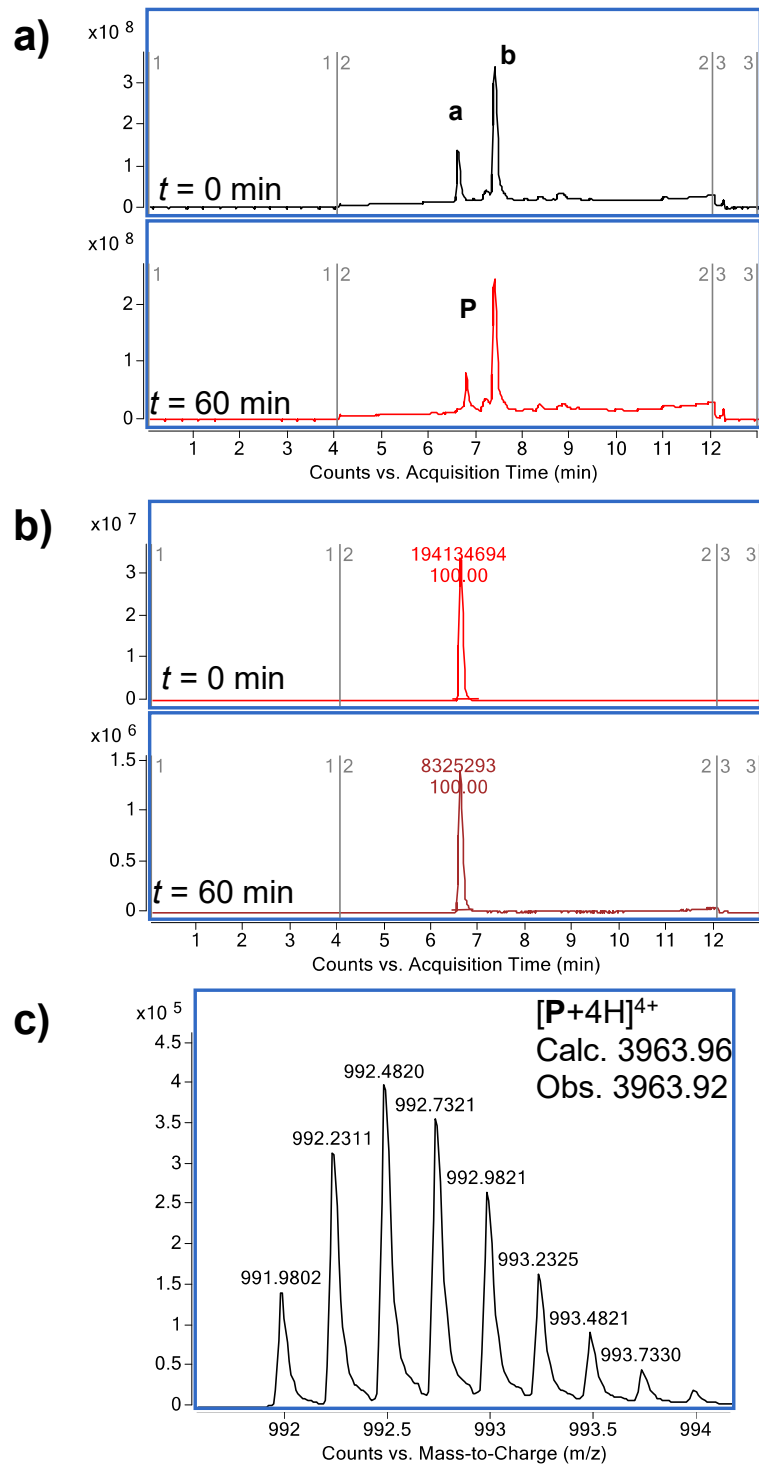 a)
x10 8
1 1 2 2 3 3
b
a
3
2
1
0
t = 0 min
x10 8
1 1 2 2 3 3
P
2
1
0
t = 60 min
1 2 3 4 5 6 7 8 9 10 11 12
Counts vs. Acquisition Time (min)
b)
x10 7
1 1 2 2 3 3
194134694
100.00
3
2
1
0
t = 0 min
x10 6
1 1 2 2 3 3
8325293
100.00
1.5
1
0.5
0
t = 60 min
1 2 3 4 5 6 7 8 9 10 11 12
Counts vs. Acquisition Time (min)
c)
x10 5
[P+4H]4+
Calc. 3963.96
Obs. 3963.92
4.5
4
3.5
3
2.5
2
1.5
1
0.5
0
992.4820
992.7321
992.2311
992.9821
991.9802
993.2325
993.4821
993.7330
992 992.5 993 993.5 994
Counts vs. Mass-to-Charge (m/z)